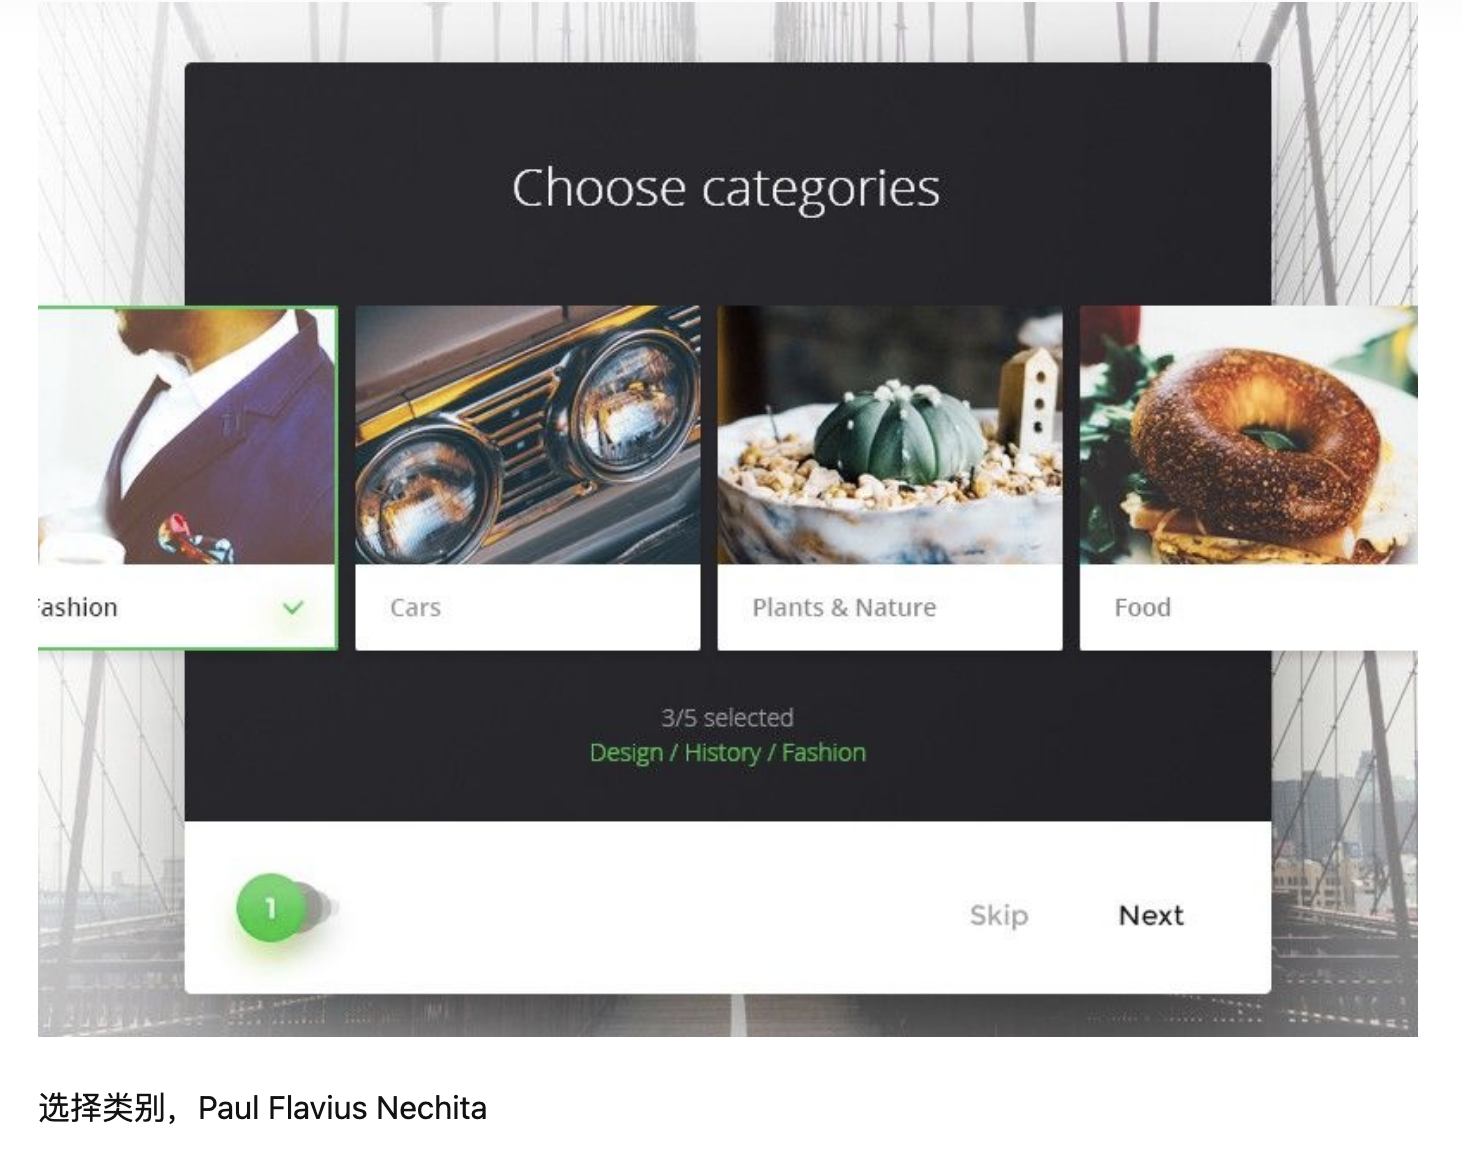 Choose categories
Fashion
Cars
Plants & Nature
Food
3/5 selected
Design / History / Fashion
1
Skip
Next
选择类别，Paul Flavius Nechita